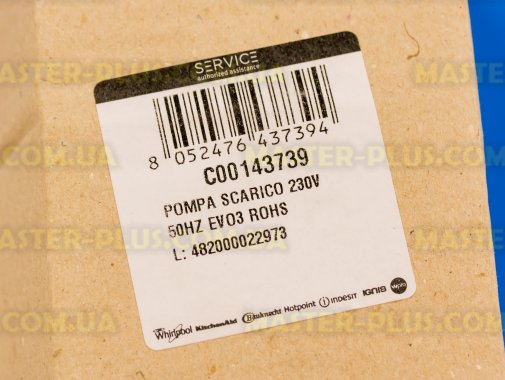 SERVICE
authorized assistance
8 052476 437394
C00143739
POMPA SCARICO 230V
50HZ EVO3 ROHS
L: 482000022973
Whirlpool KitchenAid Bauknecht Hotpoint indesit IGNIS wpro
MASTER-PLUS.COM.UA